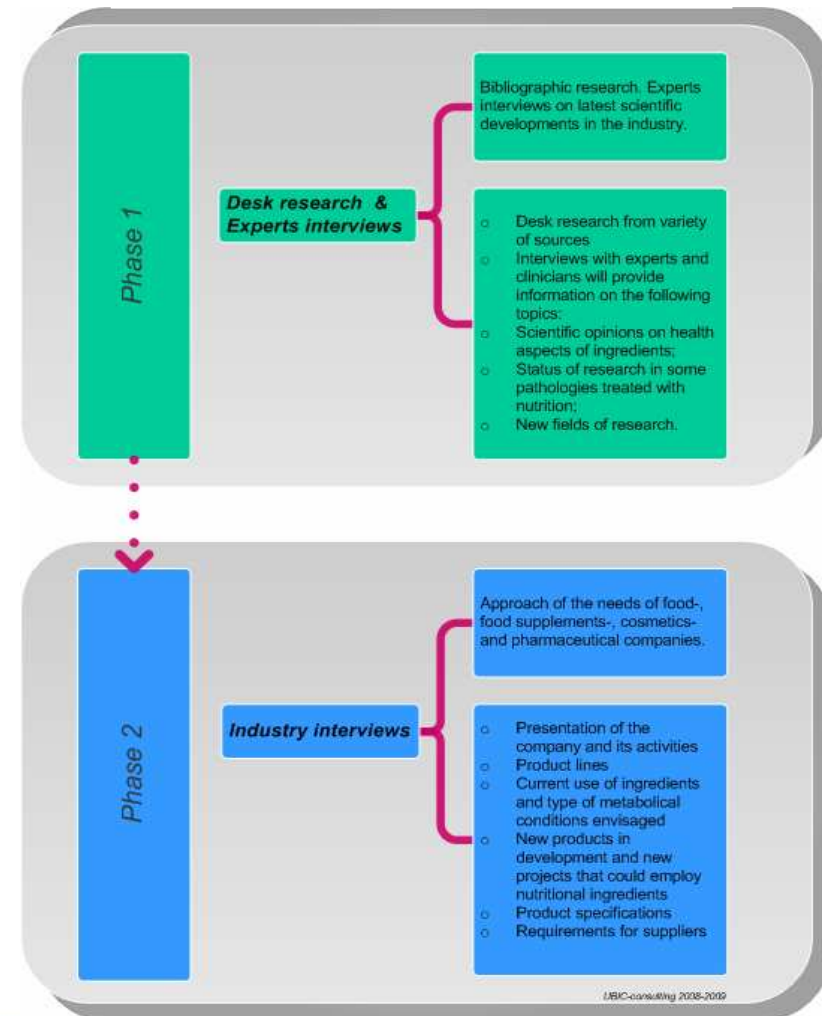 Phase 1
Desk research & 
Experts interviews
Bibliographic research. Experts
interviews on latest scientific
developments in the industry.
o Desk research from variety
of sources
o Interviews with experts and
clinicians will provide
information on the following
topics:
o Scientific opinions on health
aspects of ingredients;
o Status of research in some
pathologies treated with
nutrition;
o New fields of research.
Phase 2
Industry interviews
Approach of the needs of food-,
food supplements-, cosmetics-
and pharmaceutical companies.
o Presentation of the
company and its activities
o Product lines
o Current use of ingredients
and type of metabolical
conditions envisaged
o New products in
development and new
projects that could employ
nutritional ingredients
o Product specifications
o Requirements for suppliers
UBIC-consulting 2008-2009